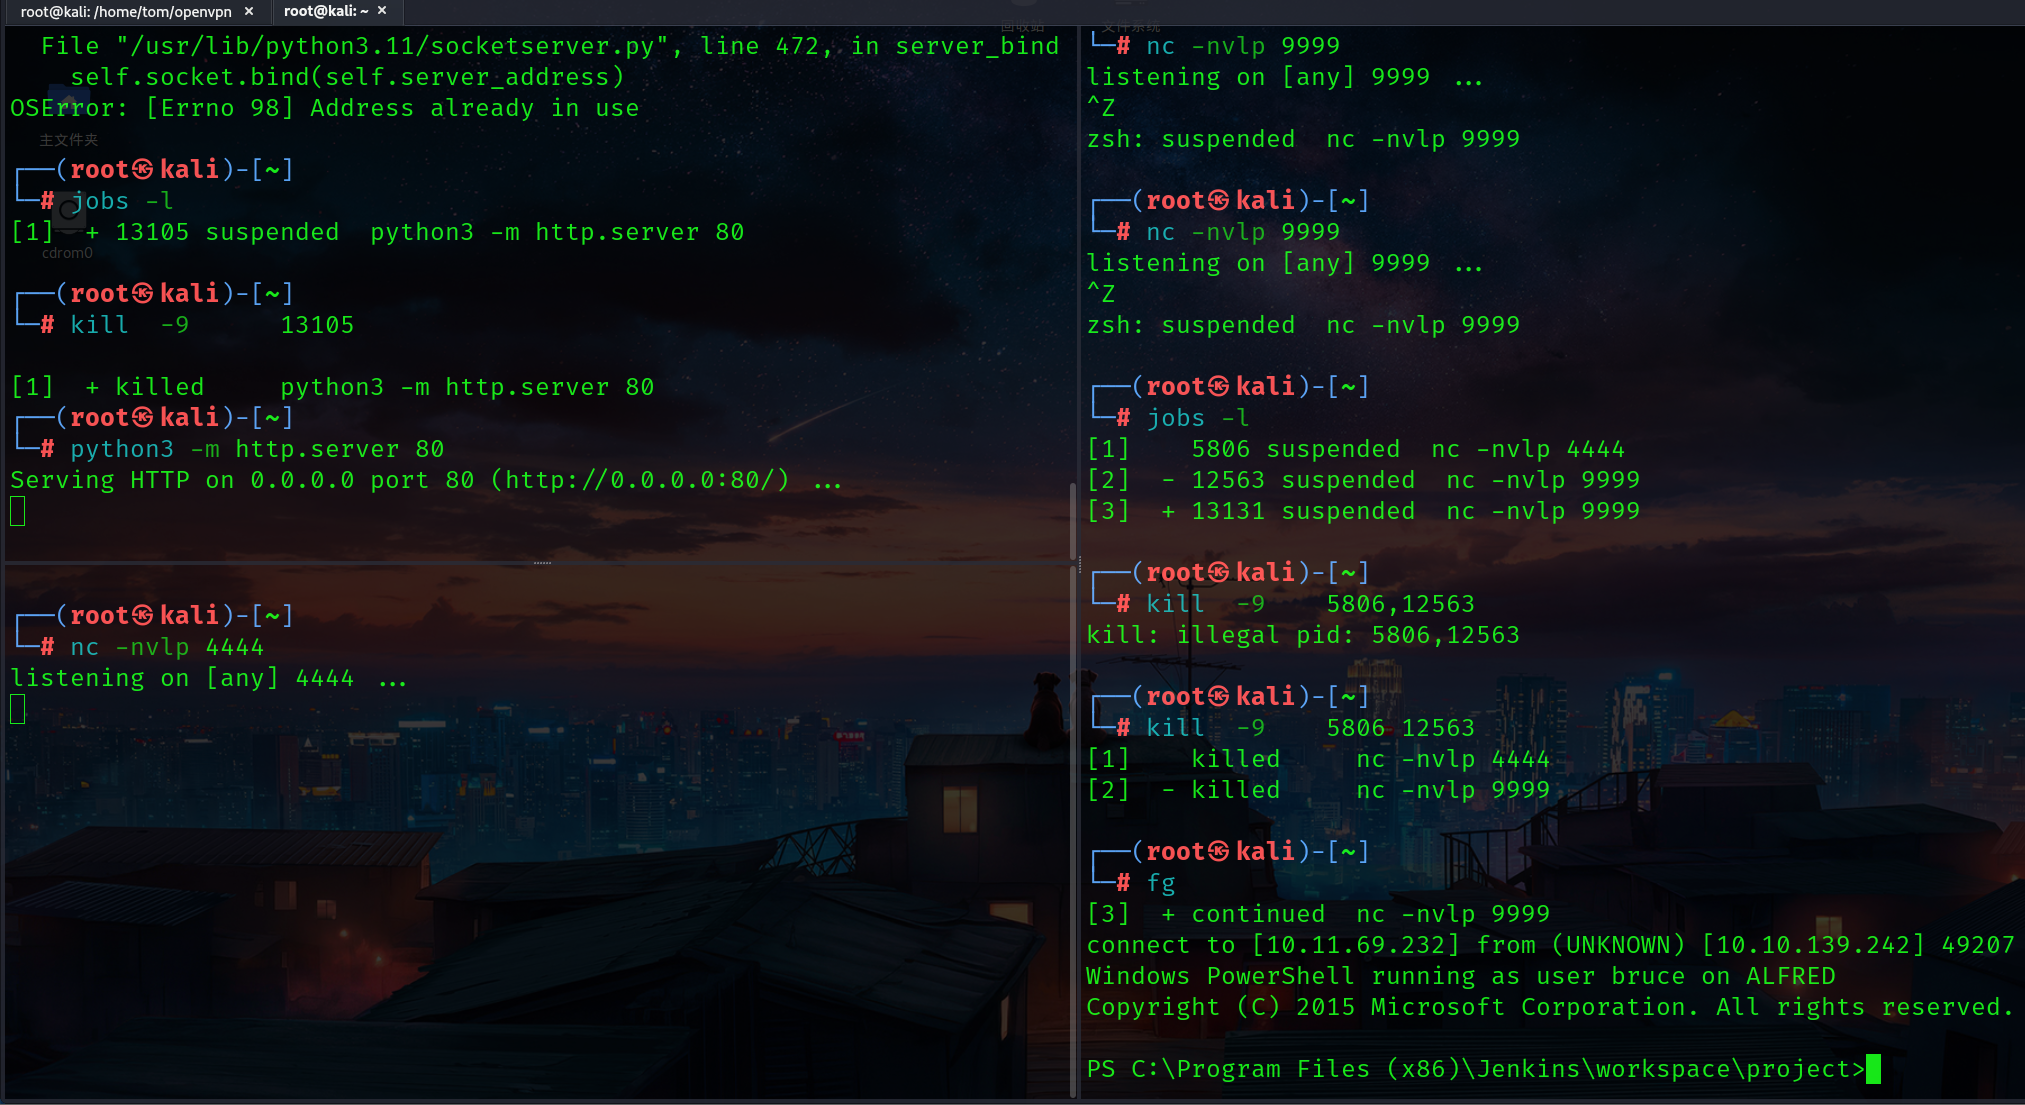 root@kali: /home/tom/openvpn × root@kali: ~ ×
回收站
文件系统
File "/usr/lib/python3.11/socketserver.py", line 472, in server_bind
self.socket.bind(self.server_address)
OSError: [Errno 98] Address already in use
主文件夹
┌──(root㉿kali)-[~]
└─# jobs -l
[1]  + 13105 suspended  python3 -m http.server 80
cdrom0
┌──(root㉿kali)-[~]
└─# kill  -9      13105
[1]  + killed     python3 -m http.server 80
┌──(root㉿kali)-[~]
└─# python3 -m http.server 80
Serving HTTP on 0.0.0.0 port 80 (http://0.0.0.0:80/) ...
┌──(root㉿kali)-[~]
└─# nc -nvlp 4444
listening on [any] 4444 ...
└─# nc -nvlp 9999
listening on [any] 9999 ...
^Z
zsh: suspended  nc -nvlp 9999
┌──(root㉿kali)-[~]
└─# nc -nvlp 9999
listening on [any] 9999 ...
^Z
zsh: suspended  nc -nvlp 9999
┌──(root㉿kali)-[~]
└─# jobs -l
[1]    5806 suspended  nc -nvlp 4444
[2]  - 12563 suspended  nc -nvlp 9999
[3]  + 13131 suspended  nc -nvlp 9999
┌──(root㉿kali)-[~]
└─# kill  -9    5806,12563
kill: illegal pid: 5806,12563
┌──(root㉿kali)-[~]
└─# kill  -9    5806 12563
[1]    killed     nc -nvlp 4444
[2]  - killed     nc -nvlp 9999
┌──(root㉿kali)-[~]
└─# fg
[3]  + continued  nc -nvlp 9999
connect to [10.11.69.232] from (UNKNOWN) [10.10.139.242] 49207
Windows PowerShell running as user bruce on ALFRED
Copyright (C) 2015 Microsoft Corporation. All rights reserved.
PS C:\Program Files (x86)\Jenkins\workspace\project>